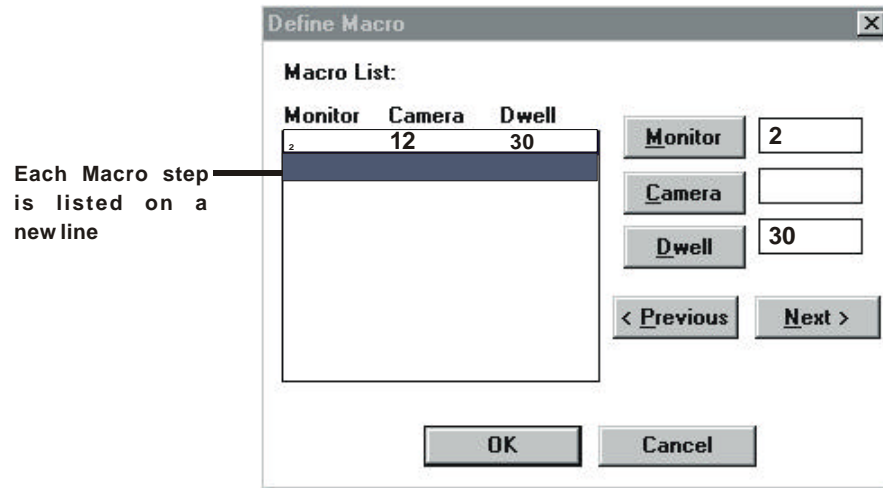 Define Macro
Macro List:
Monitor Camera Dwell
2 12 30
Each Macro step
is listed on a
new line
Monitor 2
Camera
Dwell 30
< Previous Next >
OK Cancel